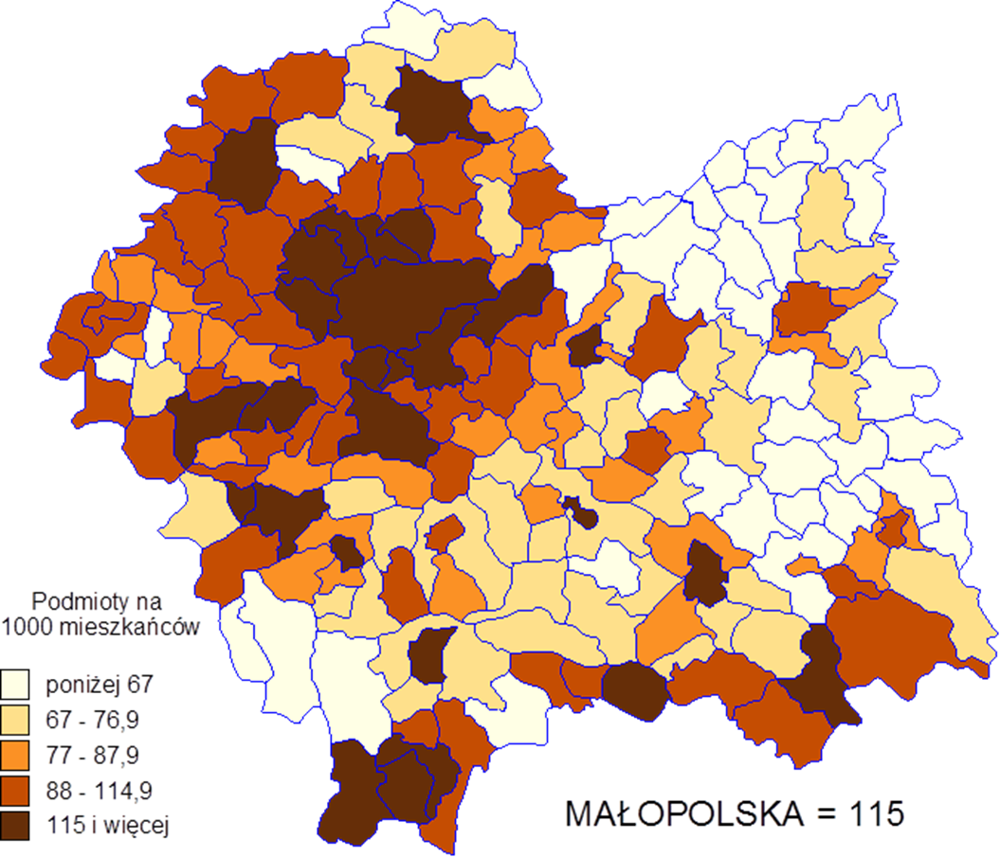 Podmioty na
1000 mieszkańców
poniżej 67
67 - 76,9
77 - 87,9
88 - 114,9
115 i więcej
MAŁOPOLSKA = 115